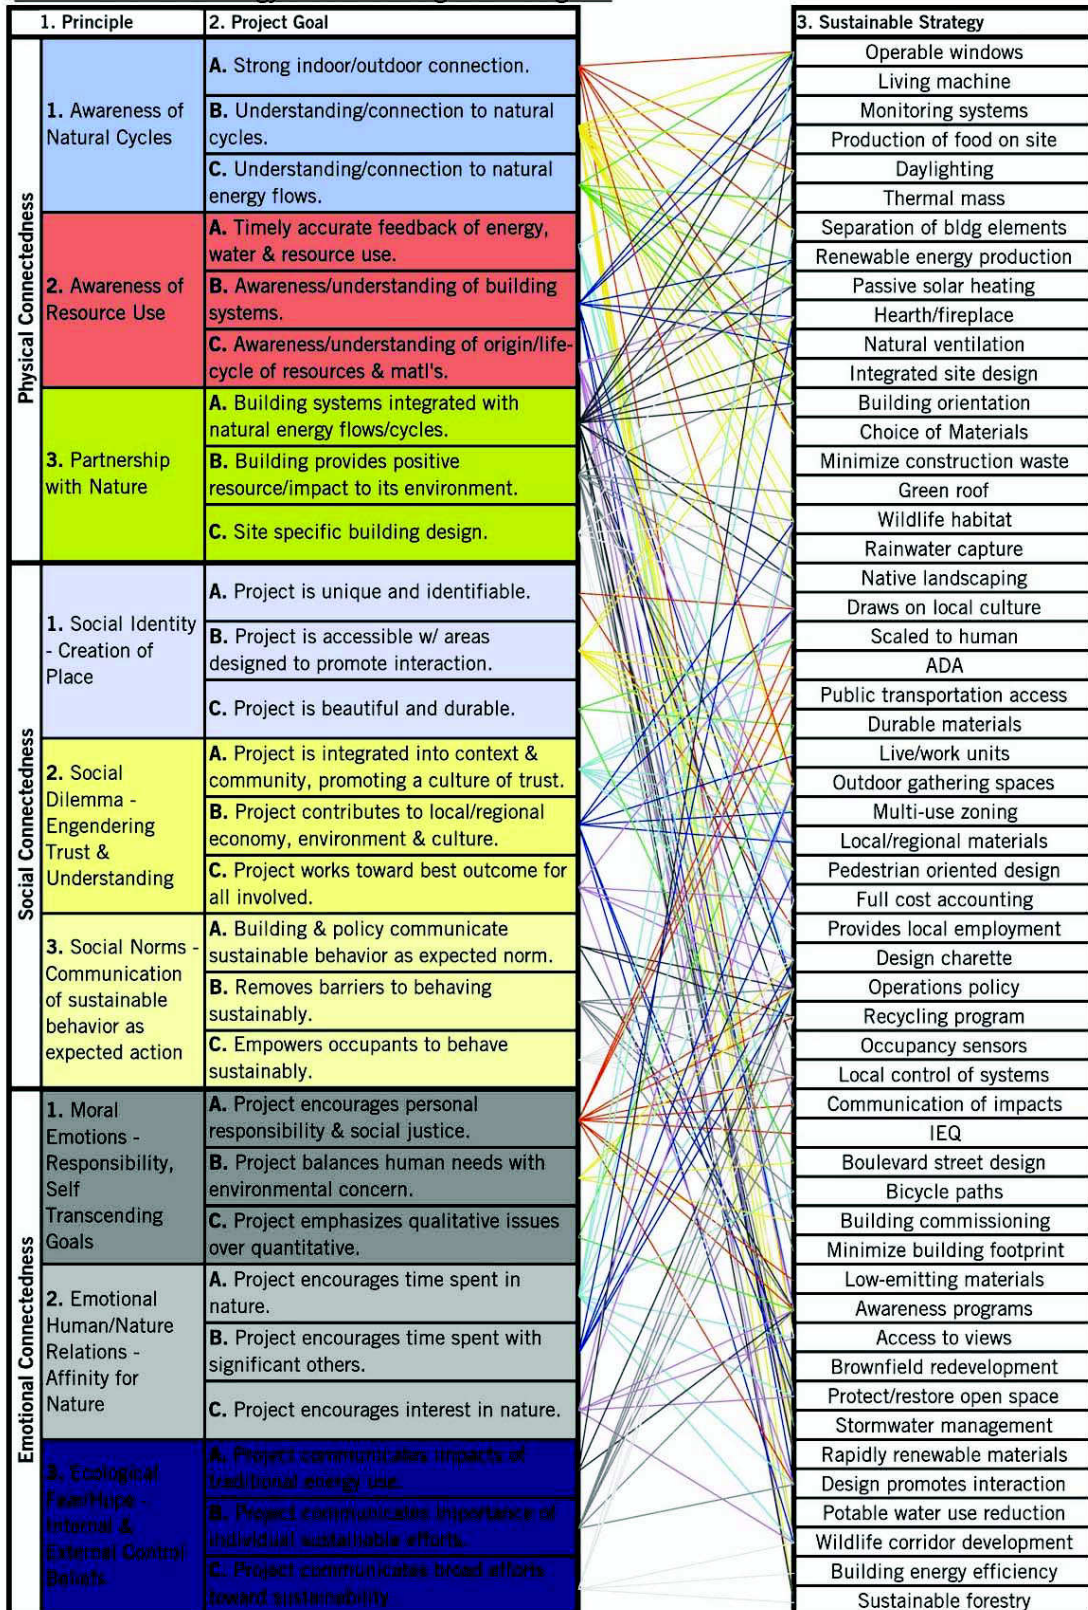 1. Principle
2. Project Goal
3. Sustainable Strategy
Physical Connectedness
1. Awareness of
Natural Cycles
A. Strong indoor/outdoor connection.
B. Understanding/connection to natural
cycles.
C. Understanding/connection to natural
energy flows.
2. Awareness of
Resource Use
A. Timely accurate feedback of energy,
water & resource use.
B. Awareness/understanding of building
systems.
C. Awareness/understanding of origin/life-
cycle of resources & matl's.
3. Partnership
with Nature
A. Building systems integrated with
natural energy flows/cycles.
B. Building provides positive
resource/impact to its environment.
C. Site specific building design.
Social Connectedness
1. Social Identity
- Creation of
Place
A. Project is unique and identifiable.
B. Project is accessible w/ areas
designed to promote interaction.
C. Project is beautiful and durable.
2. Social
Dilemma -
Engendering
Trust &
Understanding
A. Project is integrated into context &
community, promoting a culture of trust.
B. Project contributes to local/regional
economy, environment & culture.
C. Project works toward best outcome for
all involved.
3. Social Norms -
Communication
of sustainable
behavior as
expected action
A. Building & policy communicate
sustainable behavior as expected norm.
B. Removes barriers to behaving
sustainably.
C. Empowers occupants to behave
sustainably.
Emotional Connectedness
1. Moral
Emotions -
Responsibility,
Self
Transcending
Goals
A. Project encourages personal
responsibility & social justice.
B. Project balances human needs with
environmental concern.
C. Project emphasizes qualitative issues
over quantitative.
2. Emotional
Human/Nature
Relations -
Affinity for
Nature
A. Project encourages time spent in
nature.
B. Project encourages time spent with
significant others.
C. Project encourages interest in nature.
3. Ecological
Fear/Hope -
Internal &
External Control
Beliefs
A. Project communicates impacts of
traditional energy use.
B. Project communicates importance of
individual sustainable efforts.
C. Project communicates broad efforts
toward sustainability
Operable windows
Living machine
Monitoring systems
Production of food on site
Daylighting
Thermal mass
Separation of bldg elements
Renewable energy production
Passive solar heating
Hearth/fireplace
Natural ventilation
Integrated site design
Building orientation
Choice of Materials
Minimize construction waste
Green roof
Wildlife habitat
Rainwater capture
Native landscaping
Draws on local culture
Scaled to human
ADA
Public transportation access
Durable materials
Live/work units
Outdoor gathering spaces
Multi-use zoning
Local/regional materials
Pedestrian oriented design
Full cost accounting
Provides local employment
Design charette
Operations policy
Recycling program
Occupancy sensors
Local control of systems
Communication of impacts
IEQ
Boulevard street design
Bicycle paths
Building commissioning
Minimize building footprint
Low-emitting materials
Awareness programs
Access to views
Brownfield redevelopment
Protect/restore open space
Stormwater management
Rapidly renewable materials
Design promotes interaction
Potable water use reduction
Wildlife corridor development
Building energy efficiency
Sustainable forestry